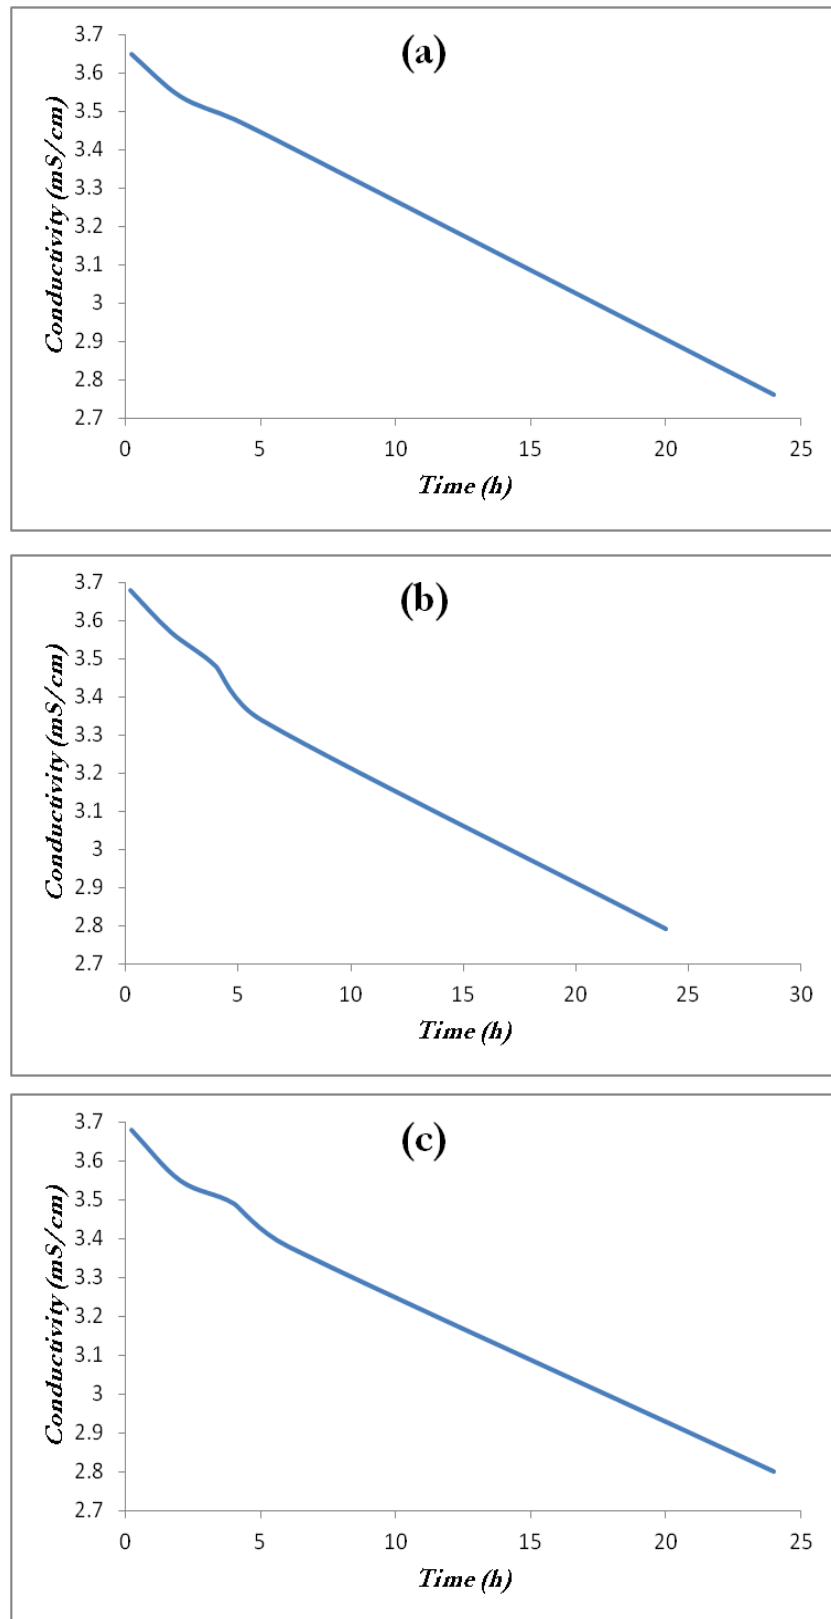 (a)
Conductivity (mS/cm)
3.7
3.6
3.5
3.4
3.3
3.2
3.1
3
2.9
2.8
2.7
0 5 10 15 20 25
Time (h)
(b)
Conductivity (mS/cm)
3.7
3.6
3.5
3.4
3.3
3.2
3.1
3
2.9
2.8
2.7
0 5 10 15 20 25 30
Time (h)
(c)
Conductivity (mS/cm)
3.7
3.6
3.5
3.4
3.3
3.2
3.1
3
2.9
2.8
2.7
0 5 10 15 20 25
Time (h)